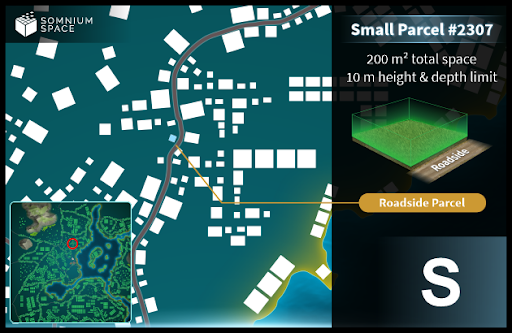 SOMNIUM
SPACE
Small Parcel #2307
200 m² total space
10 m height & depth limit
Roadside
Roadside Parcel
S